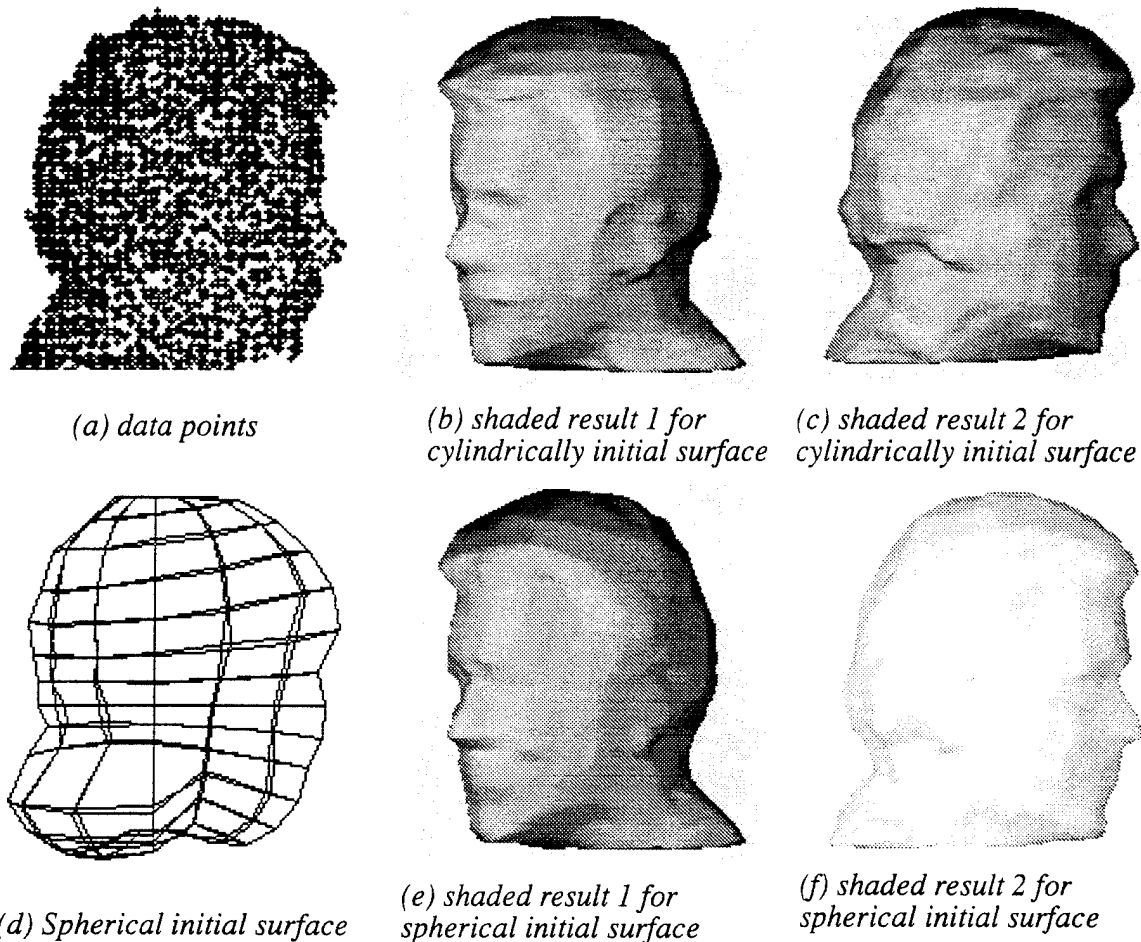 (a) data points
(b) shaded result 1 for
cylindrically initial surface
(c) shaded result 2 for
cylindrically initial surface
(d) Spherical initial surface
(e) shaded result 1 for
spherical initial surface
(f) shaded result 2 for
spherical initial surface